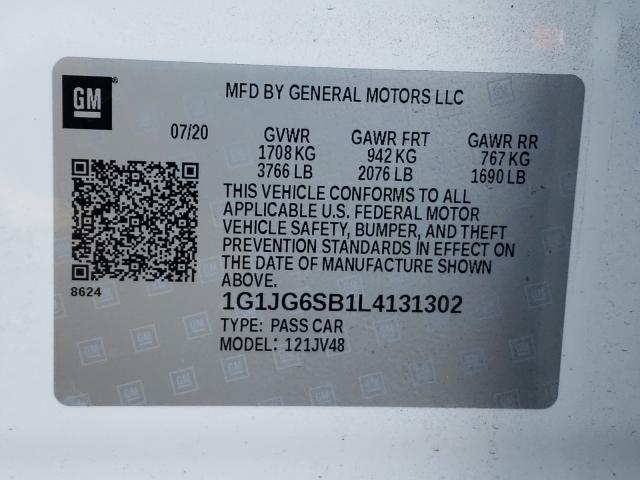 GM
MFD BY GENERAL MOTORS LLC
07/20 GVWR GAWR FRT GAWR RR
1708 KG 942 KG 767 KG
3766 LB 2076 LB 1690 LB
THIS VEHICLE CONFORMS TO ALL
APPLICABLE U.S. FEDERAL MOTOR
VEHICLE SAFETY, BUMPER, AND THEFT
PREVENTION STANDARDS IN EFFECT ON
THE DATE OF MANUFACTURE SHOWN
ABOVE.
8624
1G1JG6SB1L4131302
TYPE: PASS CAR
MODEL: 121JV48